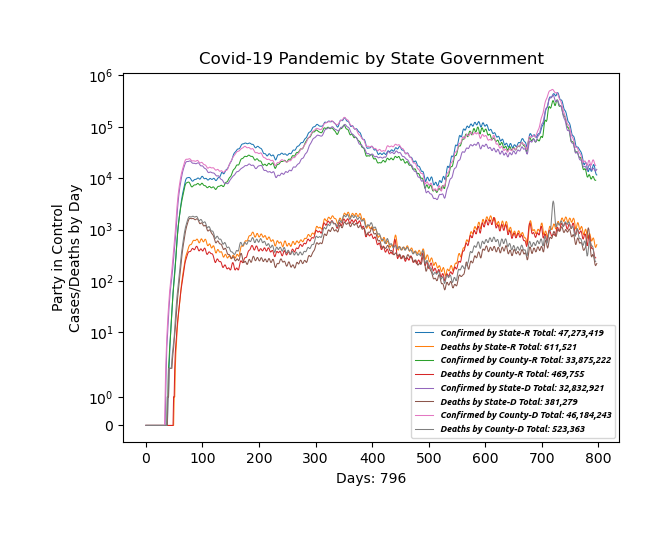 Covid-19 Pandemic by State Government
Party in Control
Cases/Deaths by Day
10^6
10^5
10^4
10^3
10^2
10^1
10^0
0
Confirmed by State-R Total: 47,273,419
Deaths by State-R Total: 611,521
Confirmed by County-R Total: 33,875,222
Deaths by County-R Total: 469,755
Confirmed by State-D Total: 32,832,921
Deaths by State-D Total: 381,279
Confirmed by County-D Total: 46,184,243
Deaths by County-D Total: 523,363
0 100 200 300 400 500 600 700 800
Days: 796